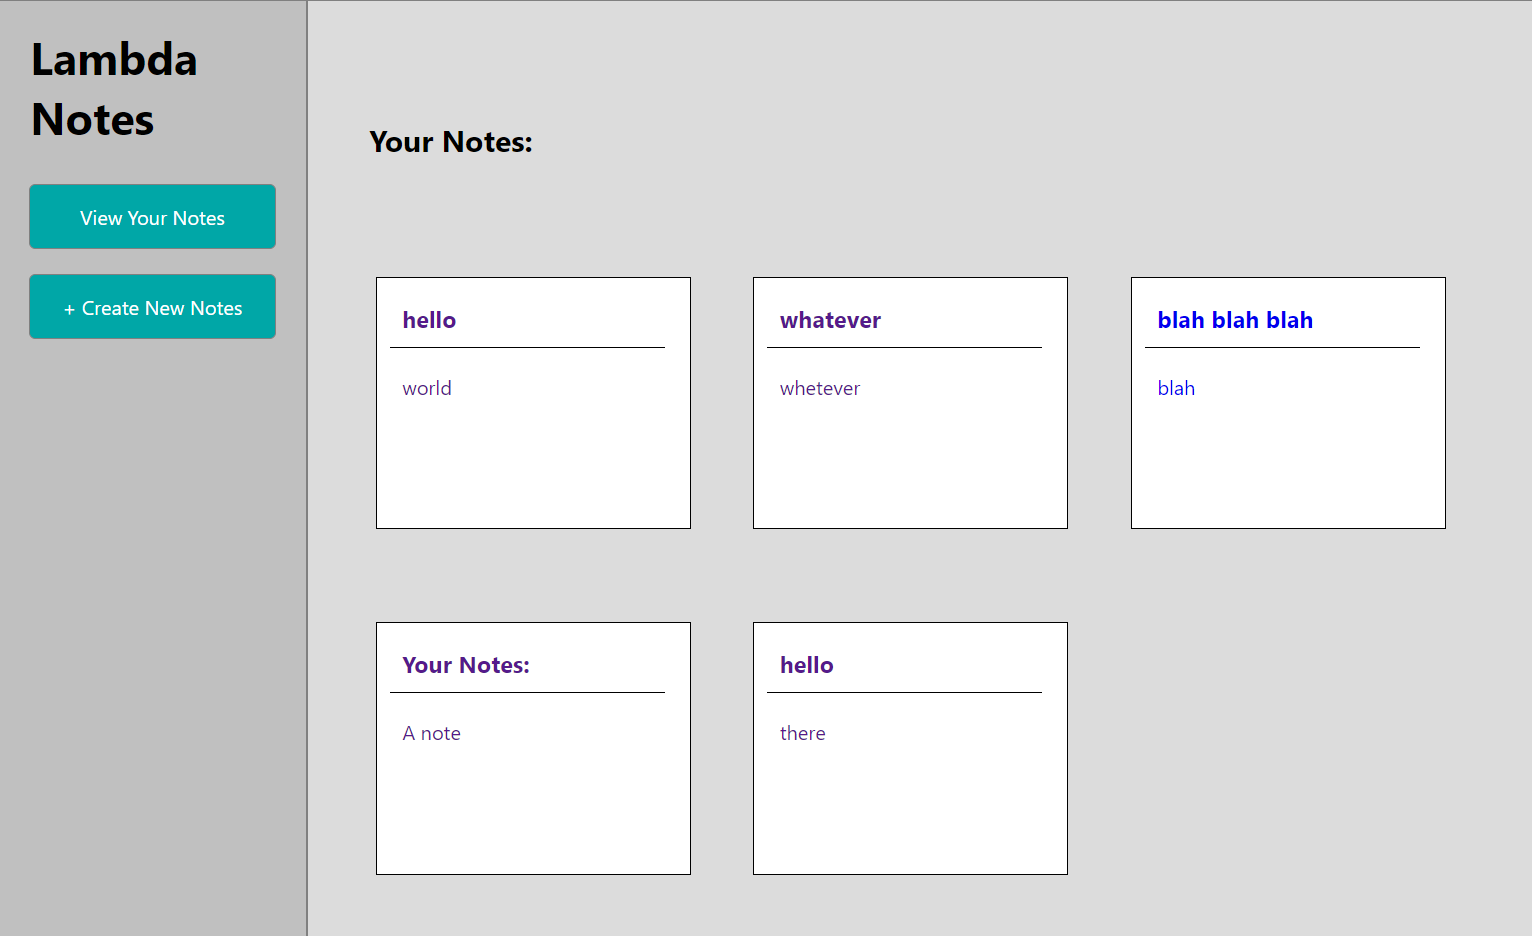 Lambda
Notes
View Your Notes
+ Create New Notes
Your Notes:
hello
world
whatever
whetever
blah blah blah
blah
Your Notes:
A note
hello
there